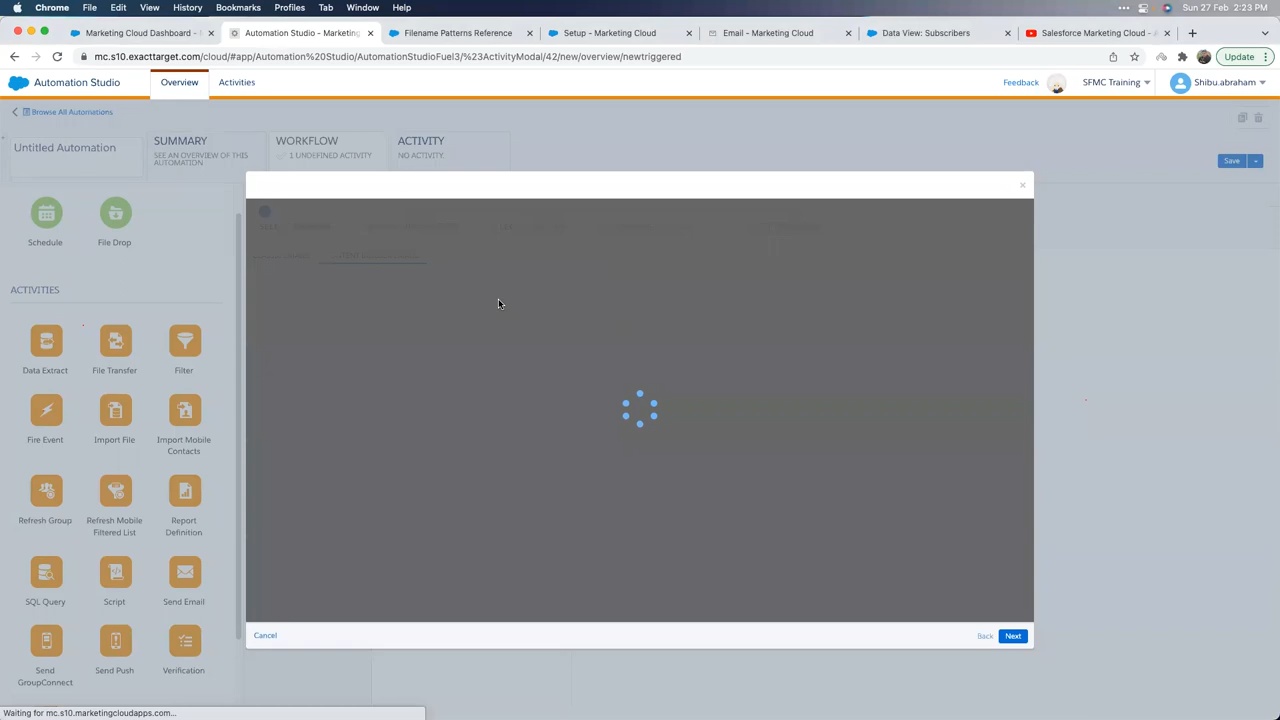 Chrome File Edit View History Bookmarks Profiles Tab Window Help
Sun 27 Feb 2:23 PM
Marketing Cloud Dashboard -
Automation Studio - Marketing
Filename Patterns Reference
Setup - Marketing Cloud
Email - Marketing Cloud
Data View: Subscribers
Salesforce Marketing Cloud - A
mc.s10.exacttarget.com/cloud/#app/Automation%20Studio/AutomationStudioFuel3/%23ActivityModal/42/new/overview/newtriggered
Update
Automation Studio
Overview
Activities
Feedback
SFMC Training
Shibu.abraham
Browse All Automations
Untitled Automation
SUMMARY
SEE AN OVERVIEW OF THIS
AUTOMATION
WORKFLOW
1 UNDEFINED ACTIVITY
ACTIVITY
NO ACTIVITY.
Save
Schedule
File Drop
ACTIVITIES
Data Extract
File Transfer
Filter
Fire Event
Import File
Import Mobile
Contacts
Refresh Group
Refresh Mobile
Filtered List
Report
Definition
SQL Query
Script
Send Email
Send
GroupConnect
Send Push
Verification
Cancel
Back
Next
Waiting for mc.s10.marketingcloudapps.com...